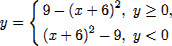 y = { 9 − (x + 6)², y ≥ 0,
(x + 6)² − 9, y < 0